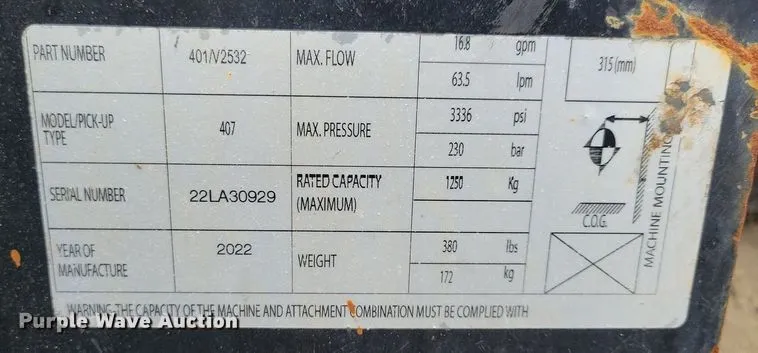 PART NUMBER 401/V2532 MAX. FLOW 16.8 gpm 315 (mm)
63.5 lpm
MODEL/PICK-UP TYPE 407 MAX. PRESSURE 3336 psi
230 bar
SERIAL NUMBER 22LA30929 RATED CAPACITY (MAXIMUM) 1250 Kg
C.O.G.
MACHINE MOUNTING
YEAR OF MANUFACTURE 2022 WEIGHT 380 lbs
172 kg
WARNING-THE CAPACITY OF THE MACHINE AND ATTACHMENT COMBINATION MUST BE COMPLIED WITH
Purple Wave Auction